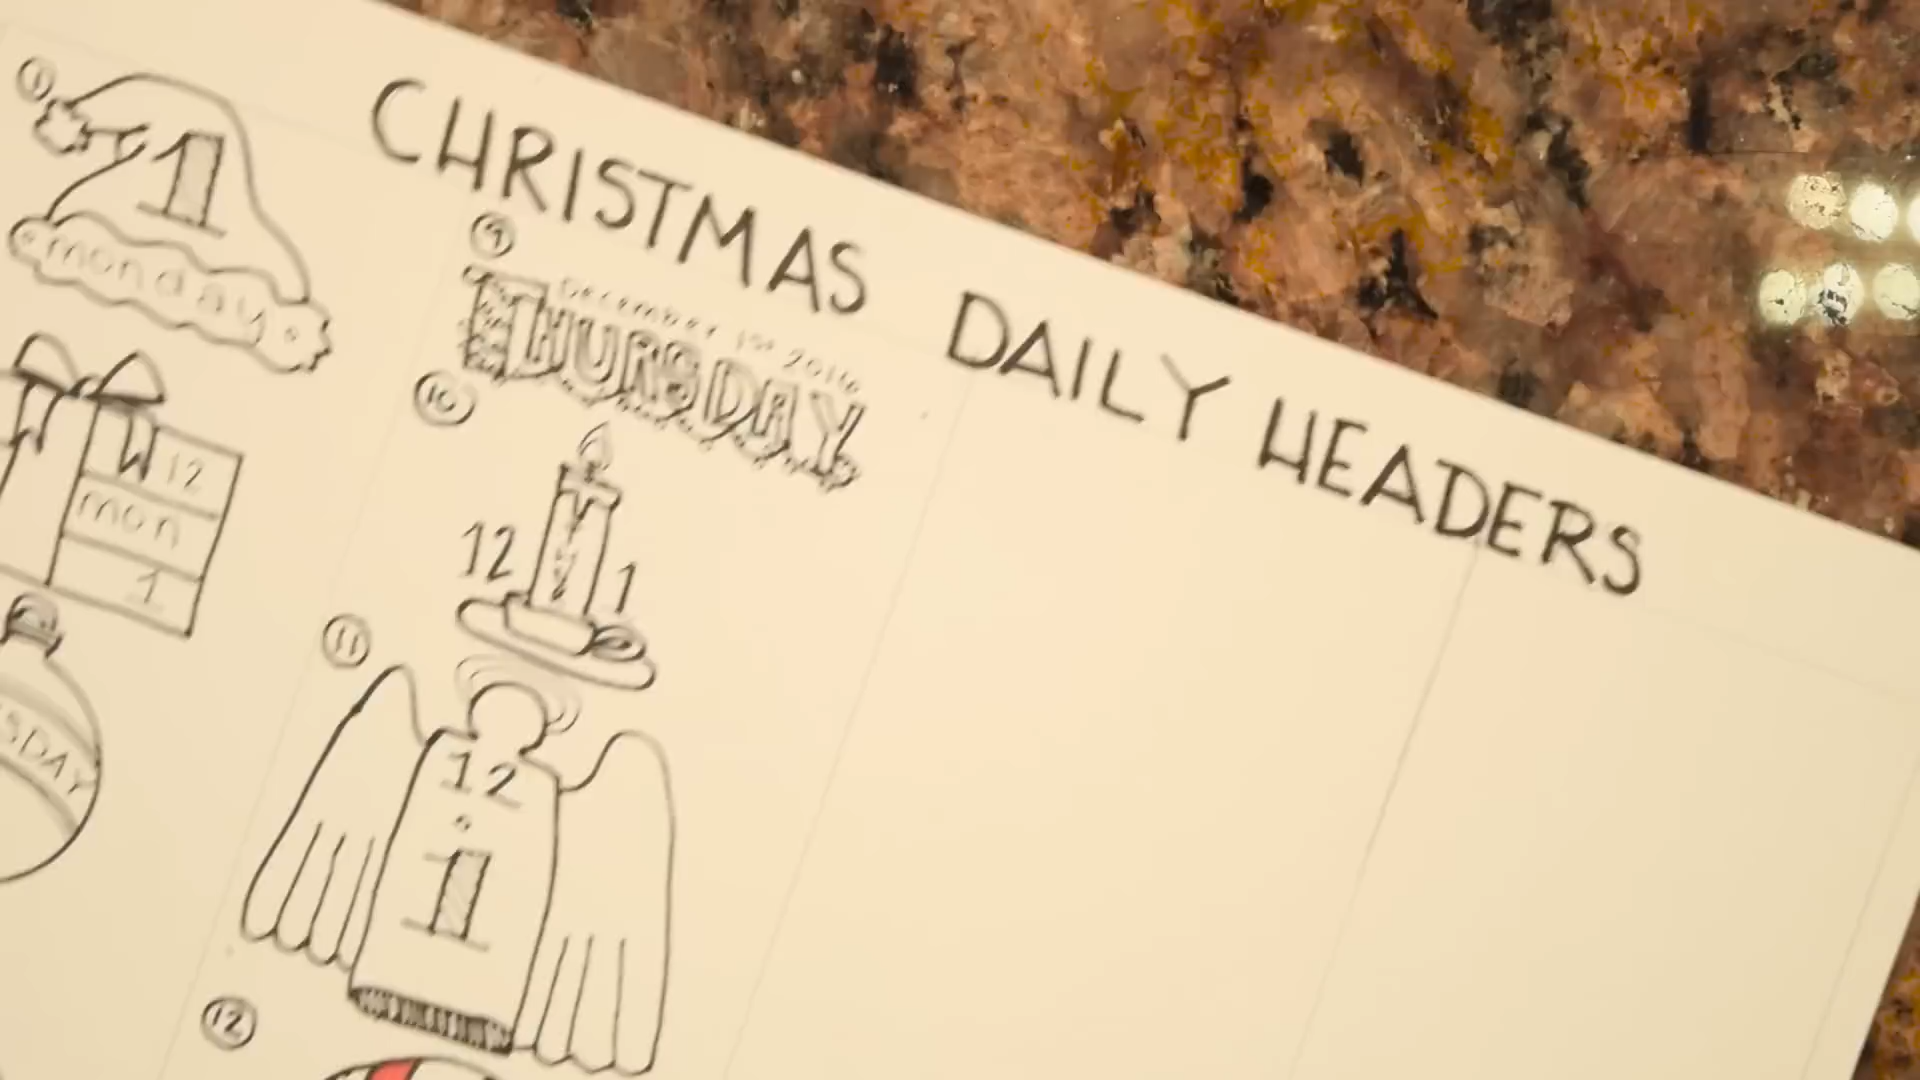 CHRISTMAS DAILY HEADERS
1
1
monday
12
mon
1
9
December 1st 2016
THURSDAY
10
12
1
11
12
1
12